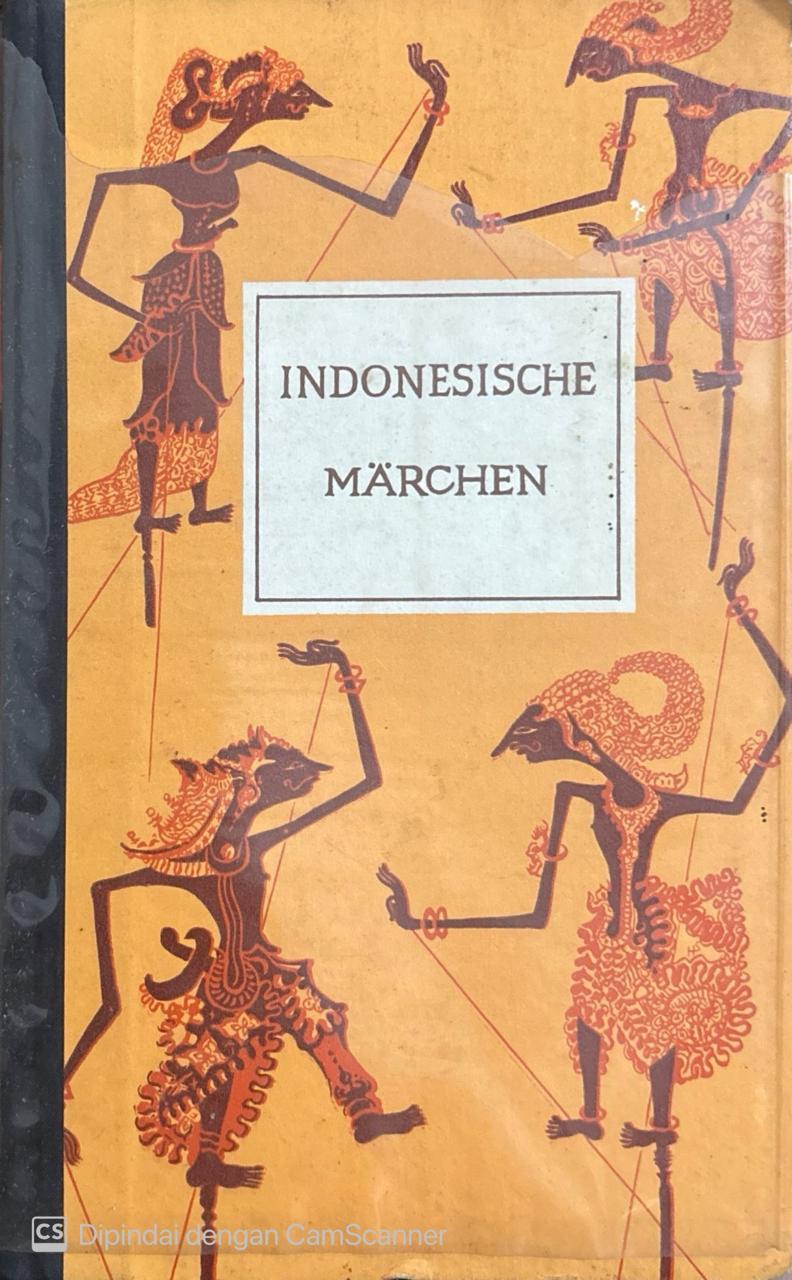 INDONESISCHE
MÄRCHEN
CS Dipindai dengan CamScanner